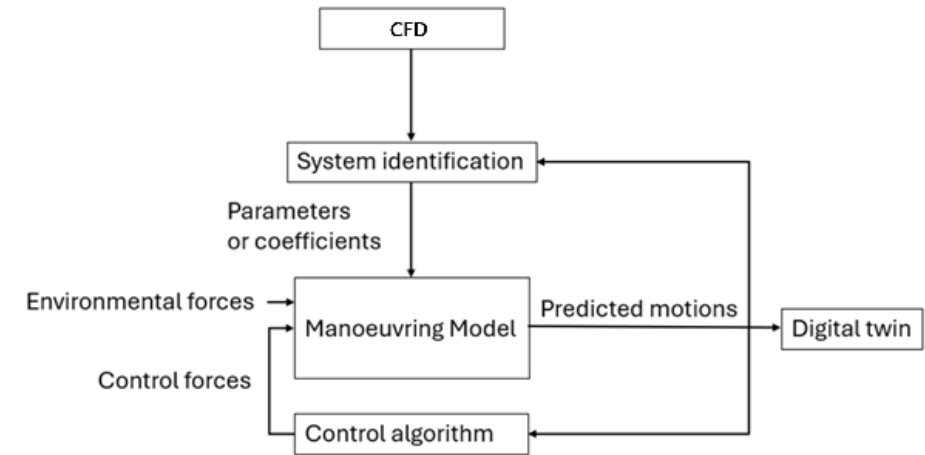 CFD
System identification
Parameters
or coefficients
Environmental forces
Manoeuvring Model
Predicted motions
Digital twin
Control forces
Control algorithm